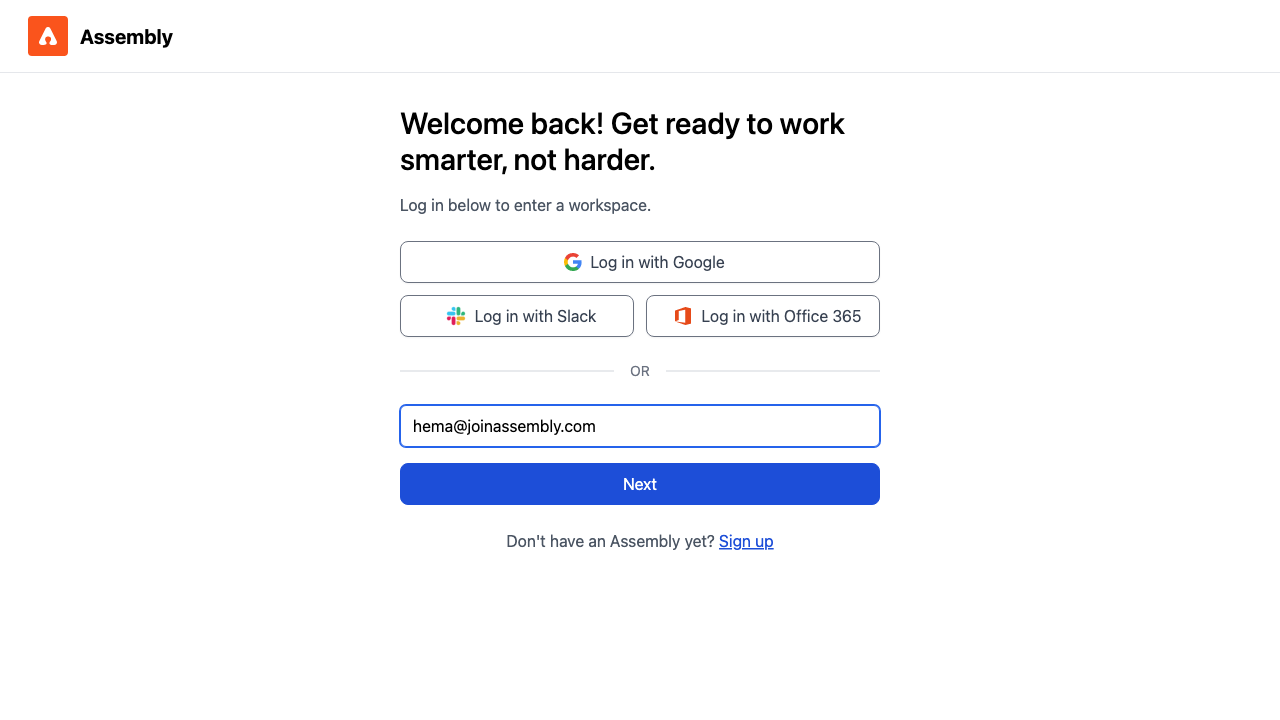 Assembly
Welcome back! Get ready to work
smarter, not harder.
Log in below to enter a workspace.
Log in with Google
Log in with Slack
Log in with Office 365
OR
hema@joinassembly.com
Next
Don't have an Assembly yet? Sign up